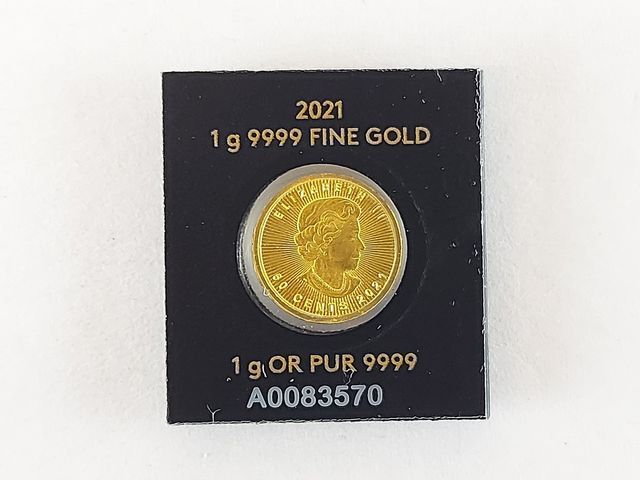 2021
1 g 9999 FINE GOLD
ELIZABETH II
50 CENTS 2021
1 g OR PUR 9999
A0083570